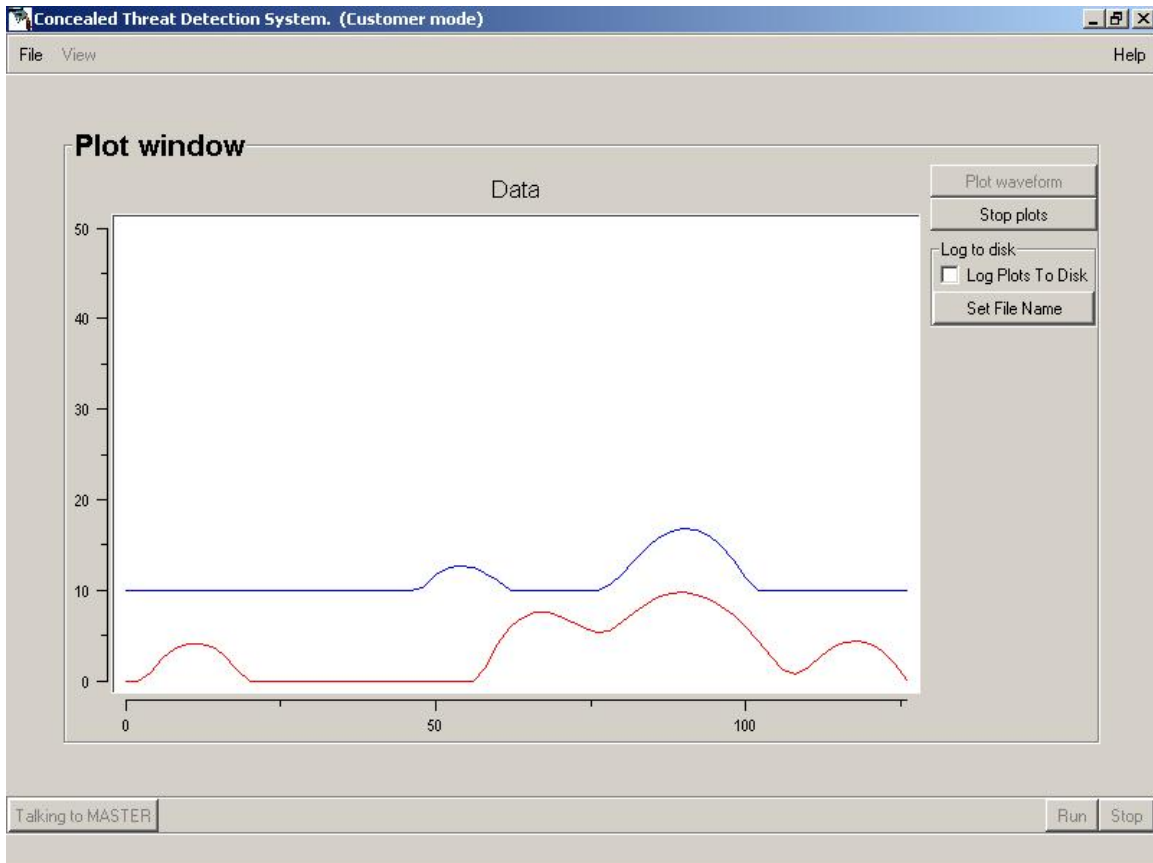 Concealed Threat Detection System. (Customer mode)
File View Help
Plot window
Data
Plot waveform
Stop plots
Log to disk
Log Plots To Disk
Set File Name
50
40
30
20
10
0
0 50 100
Talking to MASTER Run Stop